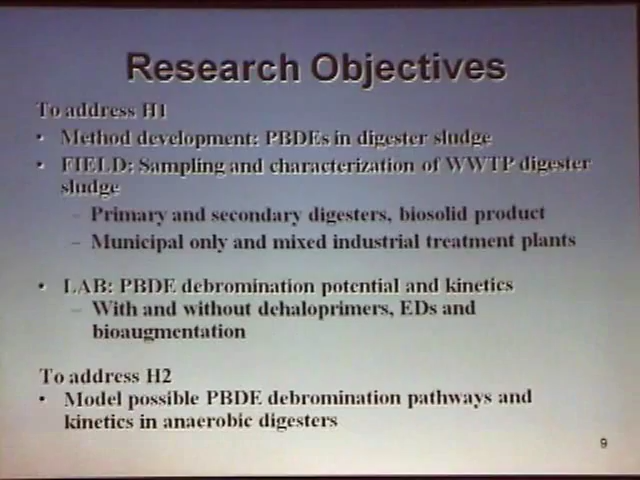 Research Objectives
To address H1
• Method development: PBDEs in digester sludge
• FIELD: Sampling and characterization of WWTP digester
sludge
– Primary and secondary digesters, biosolid product
– Municipal only and mixed industrial treatment plants
• LAB: PBDE debromination potential and kinetics
– With and without dehaloprimers, EDs and
bioaugmentation
To address H2
• Model possible PBDE debromination pathways and
kinetics in anaerobic digesters
9